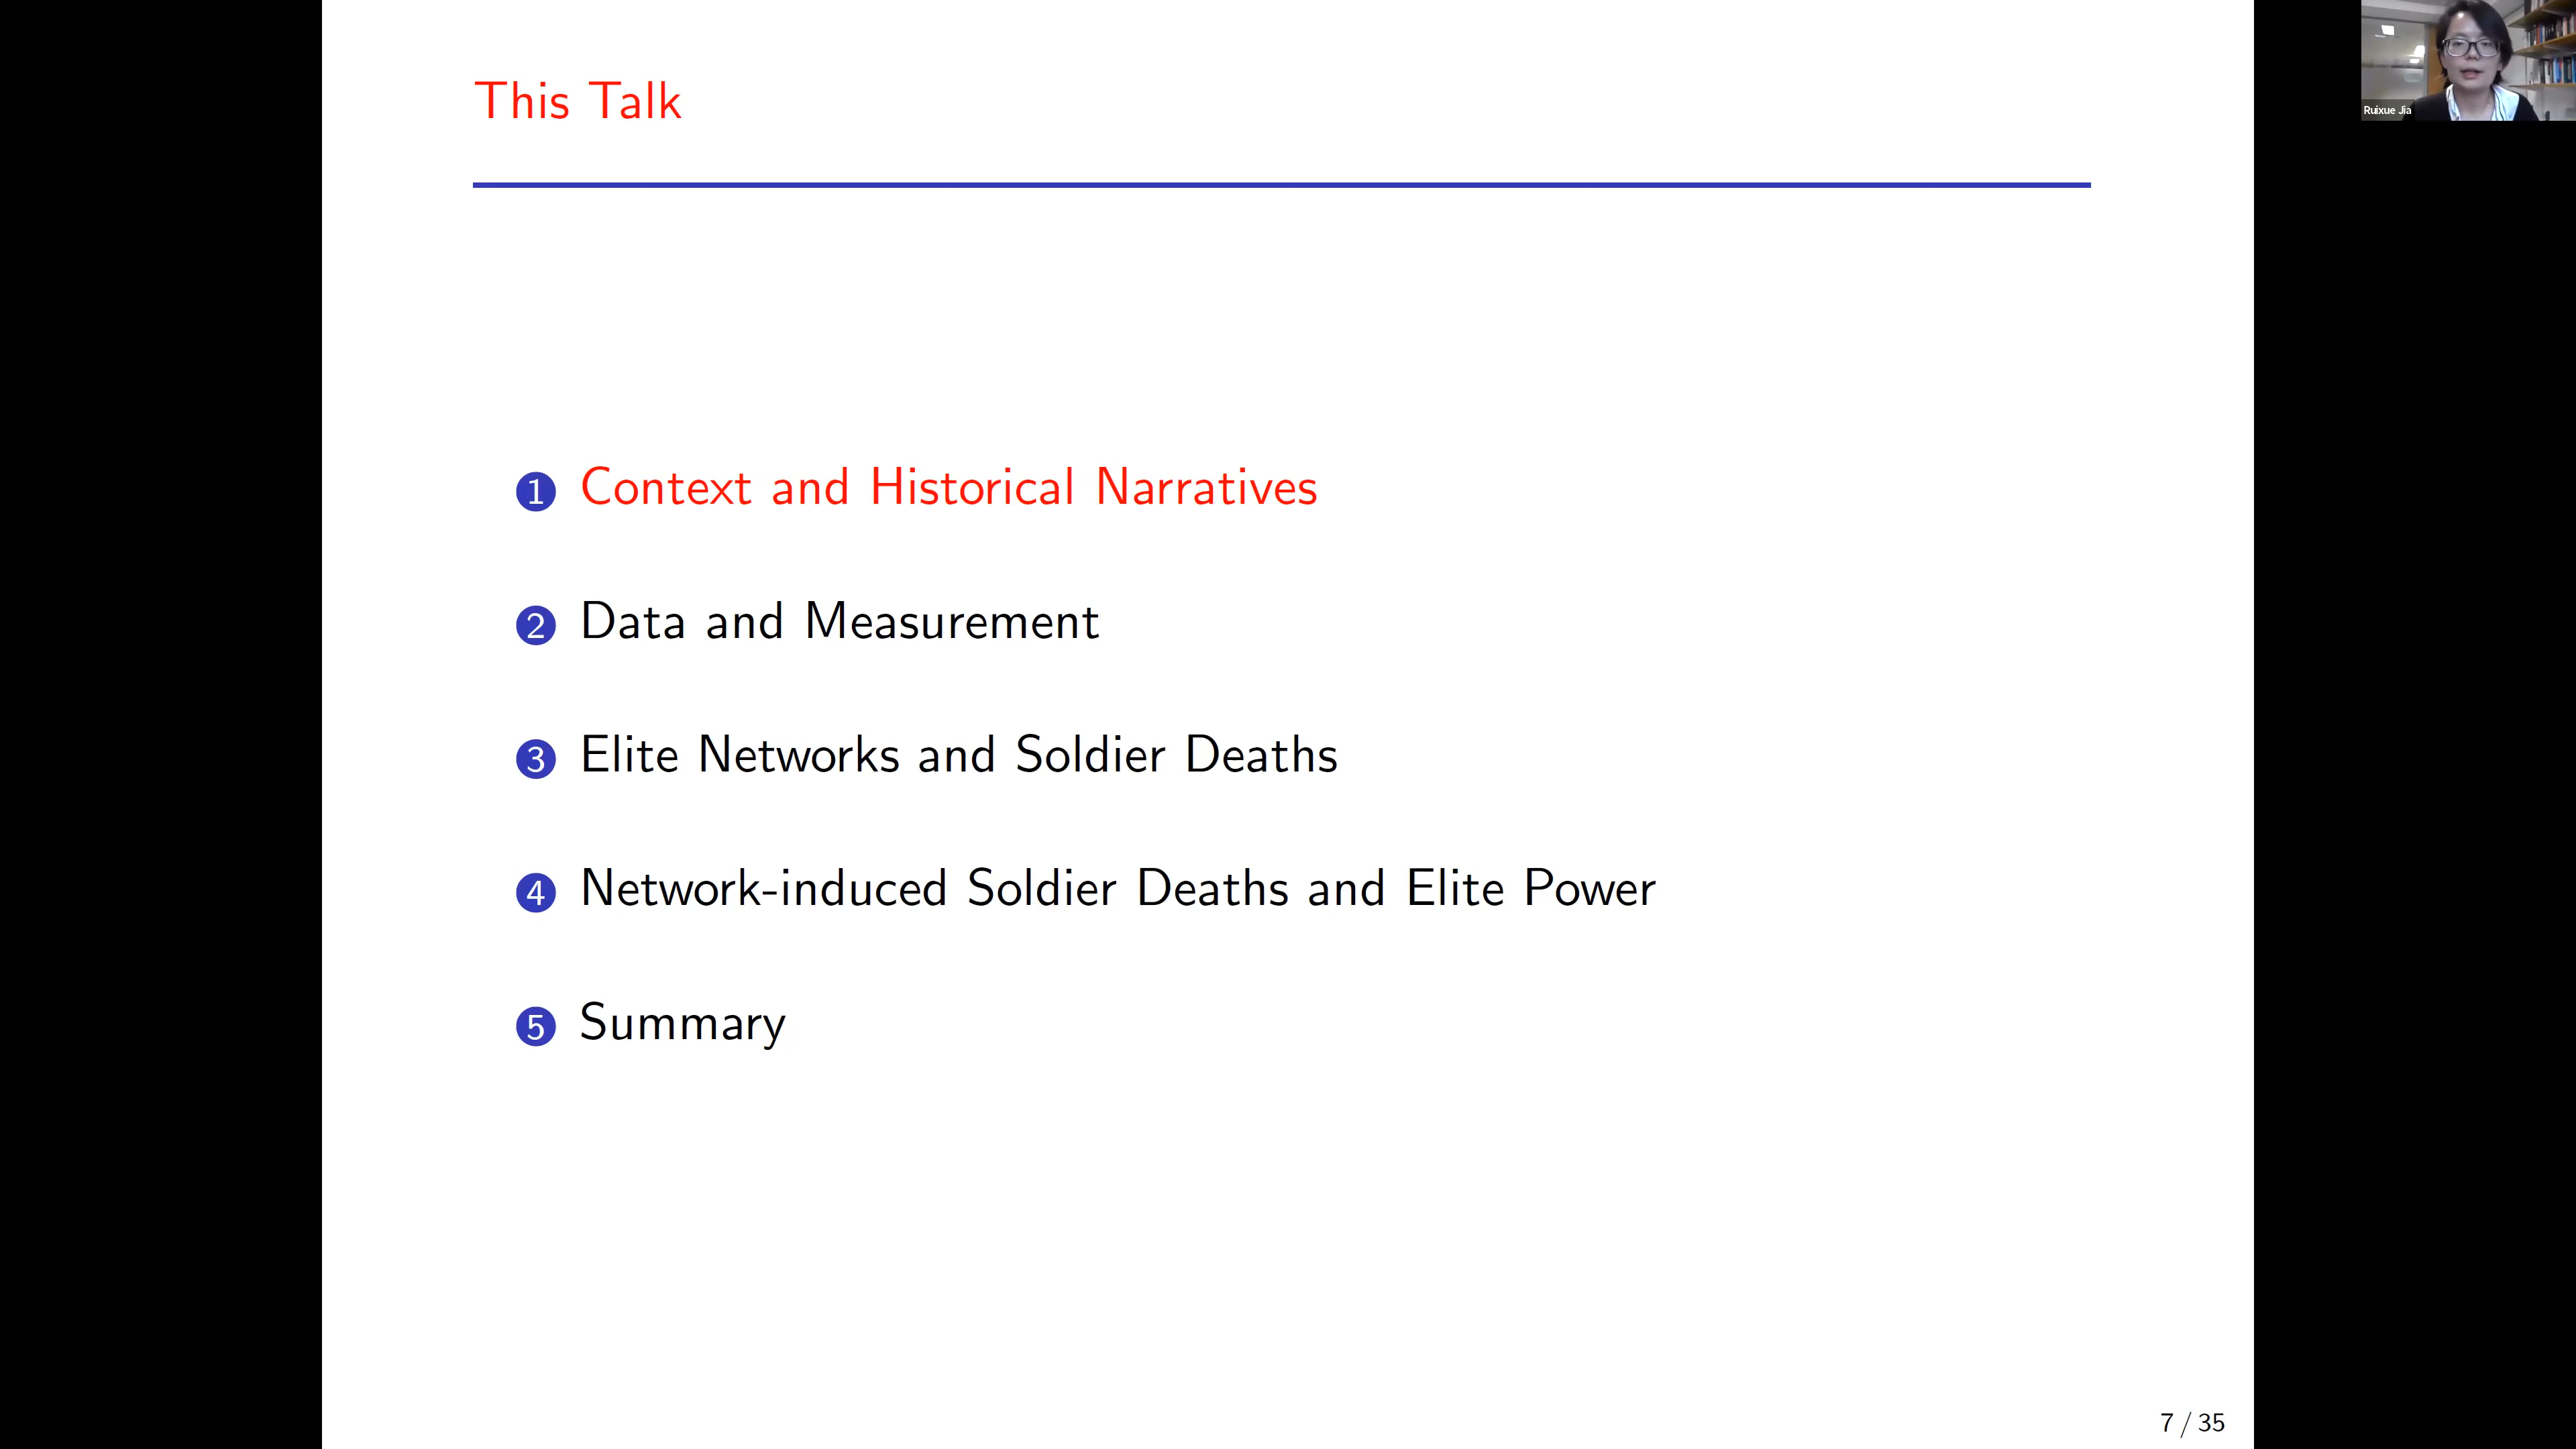 This Talk
Ruixue Jia
1 Context and Historical Narratives
2 Data and Measurement
3 Elite Networks and Soldier Deaths
4 Network-induced Soldier Deaths and Elite Power
5 Summary
7 / 35